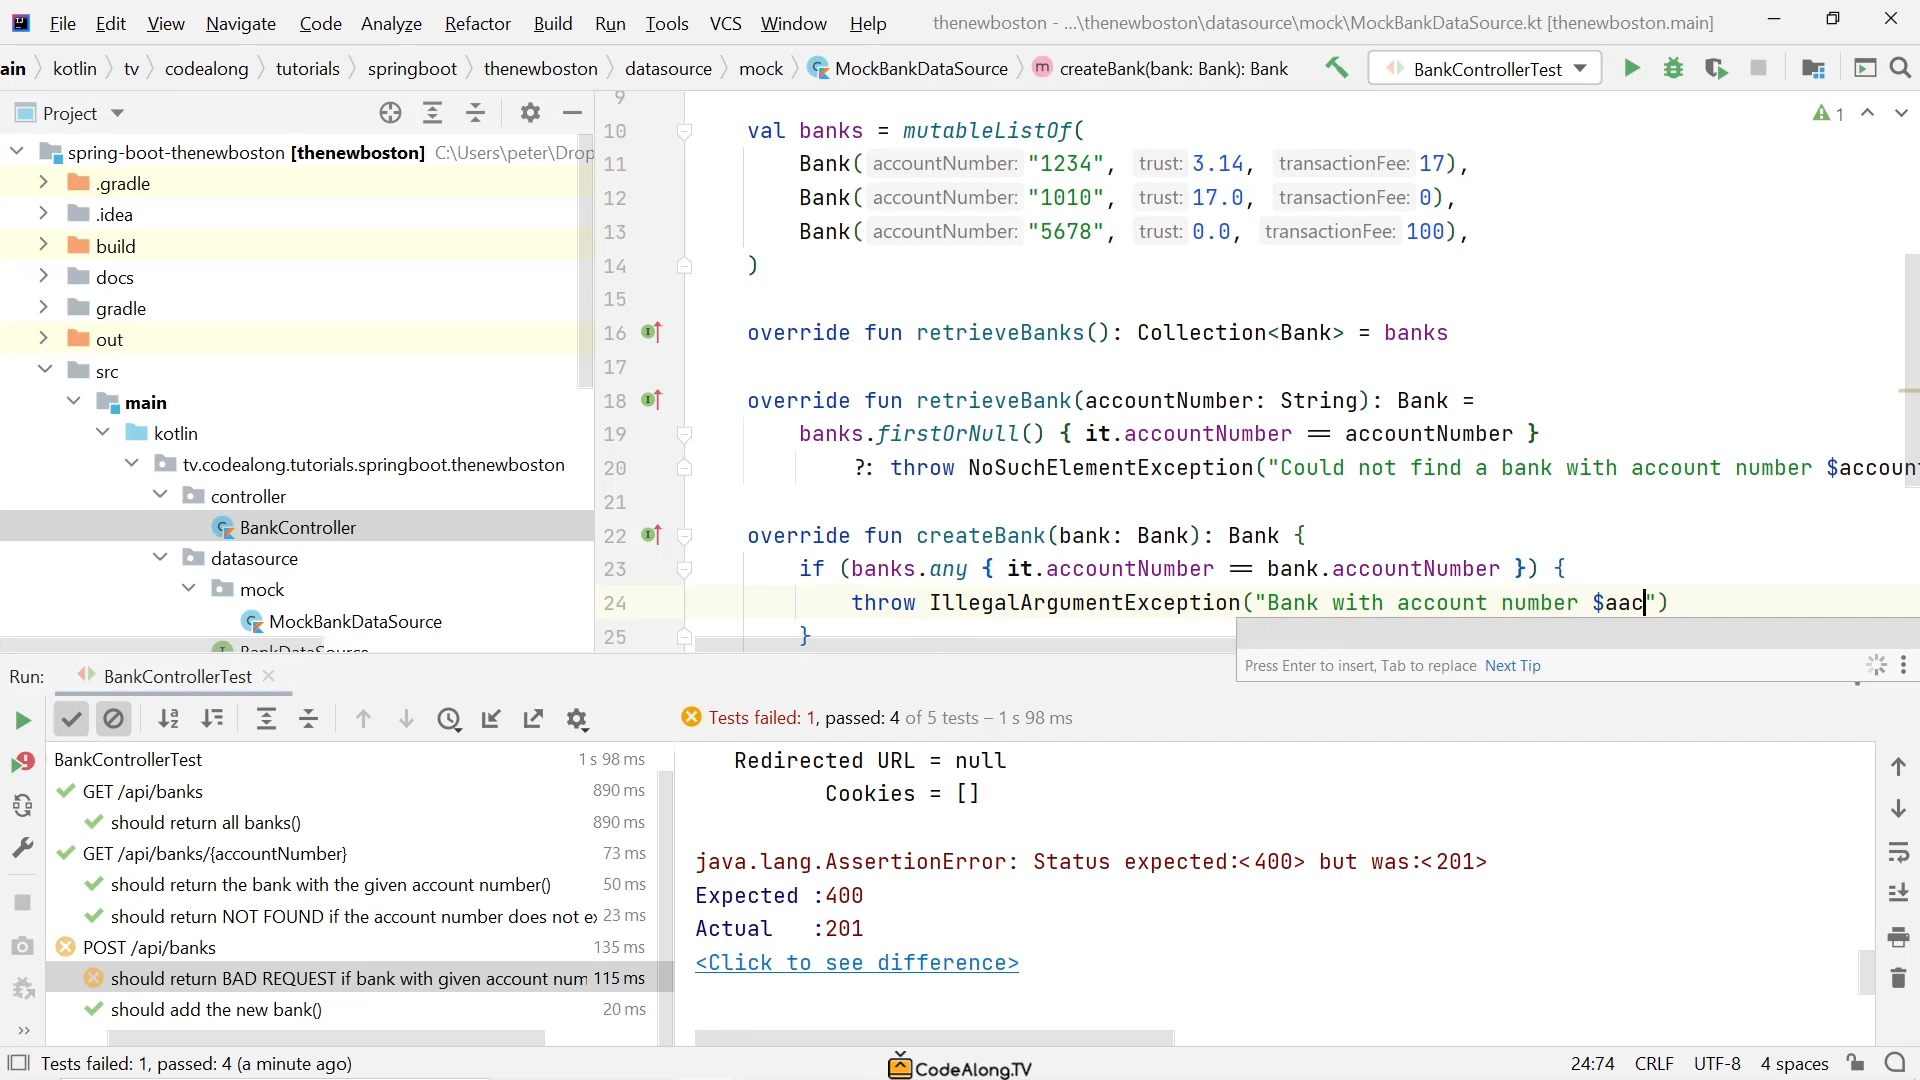 File Edit View Navigate Code Analyze Refactor Build Run Tools VCS Window Help thenewboston - ...\thenewboston\datasource\mock\MockBankDataSource.kt [thenewboston.main]
ain kotlin tv codealong tutorials springboot thenewboston datasource mock MockBankDataSource createBank(bank: Bank): Bank BankControllerTest
Project
spring-boot-thenewboston [thenewboston] C:\Users\peter\Drop
.gradle
.idea
build
docs
gradle
out
src
main
kotlin
tv.codealong.tutorials.springboot.thenewboston
controller
BankController
datasource
mock
MockBankDataSource
BankDataSource
1
9
10 val banks = mutableListOf(
11 Bank( accountNumber: "1234", trust: 3.14, transactionFee: 17),
12 Bank( accountNumber: "1010", trust: 17.0, transactionFee: 0),
13 Bank( accountNumber: "5678", trust: 0.0, transactionFee: 100),
14 )
15
16 override fun retrieveBanks(): Collection<Bank> = banks
17
18 override fun retrieveBank(accountNumber: String): Bank =
19 banks.firstOrNull() { it.accountNumber == accountNumber }
20 ?: throw NoSuchElementException("Could not find a bank with account number $accoun
21
22 override fun createBank(bank: Bank): Bank {
23 if (banks.any { it.accountNumber == bank.accountNumber }) {
24 throw IllegalArgumentException("Bank with account number $aac")
25 }
Press Enter to insert, Tab to replace Next Tip
Run: BankControllerTest
Tests failed: 1, passed: 4 of 5 tests – 1 s 98 ms
BankControllerTest 1 s 98 ms
GET /api/banks 890 ms
should return all banks() 890 ms
GET /api/banks/{accountNumber} 73 ms
should return the bank with the given account number() 50 ms
should return NOT FOUND if the account number does not ex 23 ms
POST /api/banks 135 ms
should return BAD REQUEST if bank with given account num 115 ms
should add the new bank() 20 ms
Redirected URL = null
Cookies = []
java.lang.AssertionError: Status expected:<400> but was:<201>
Expected :400
Actual :201
<Click to see difference>
Tests failed: 1, passed: 4 (a minute ago) CodeAlong.TV 24:74 CRLF UTF-8 4 spaces